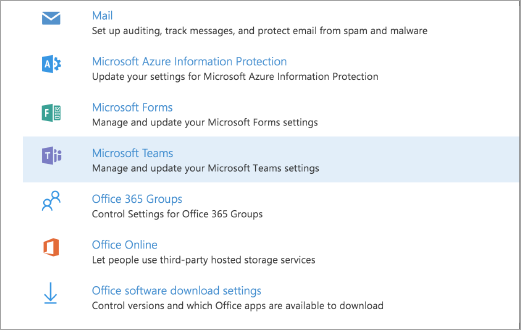 Mail
Set up auditing, track messages, and protect email from spam and malware
Microsoft Azure Information Protection
Update your settings for Microsoft Azure Information Protection
Microsoft Forms
Manage and update your Microsoft Forms settings
Microsoft Teams
Manage and update your Microsoft Teams settings
Office 365 Groups
Control Settings for Office 365 Groups
Office Online
Let people use third-party hosted storage services
Office software download settings
Control versions and which Office apps are available to download